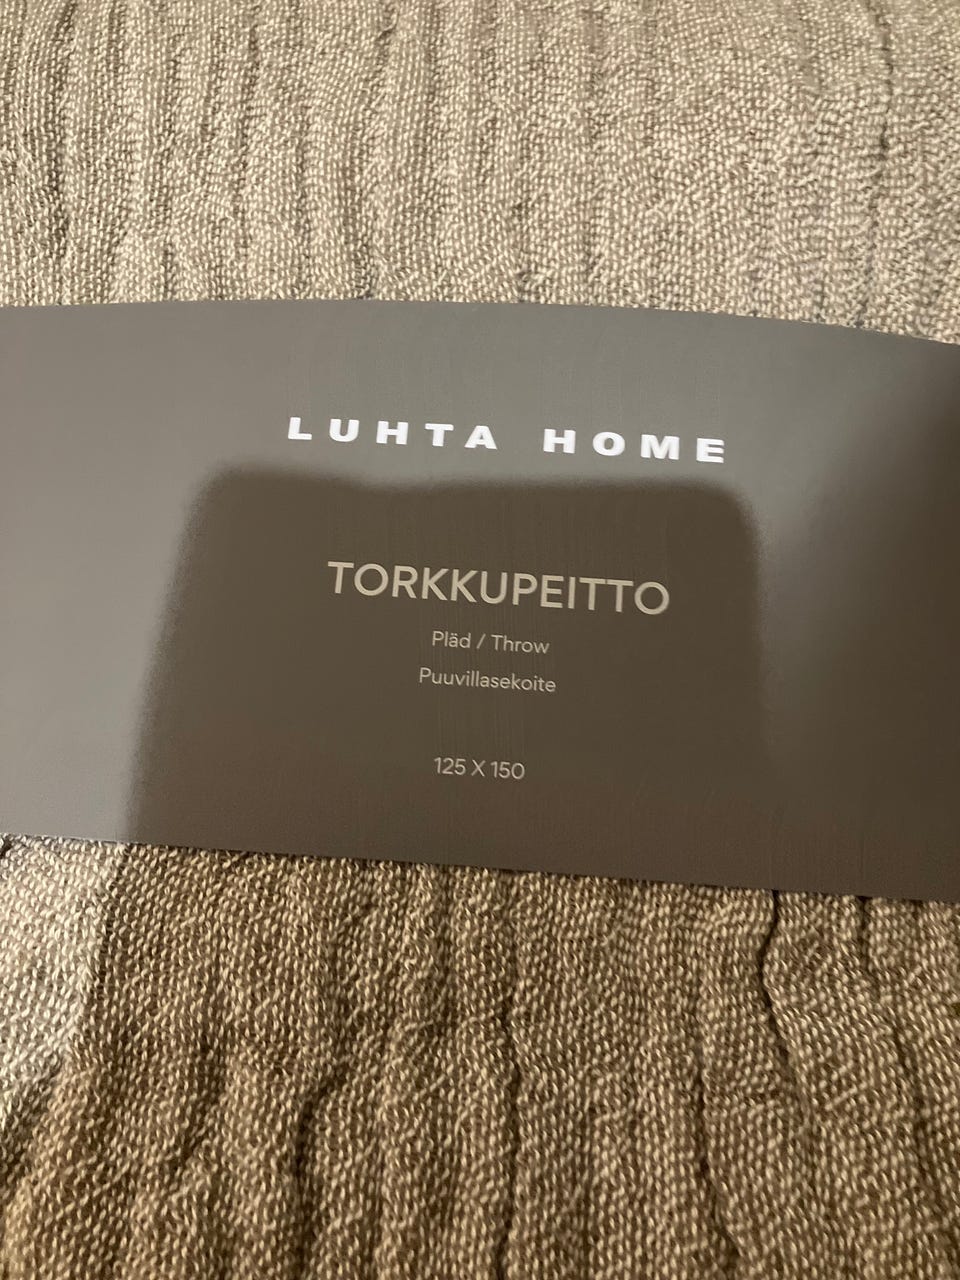 LUHTA HOME
TORKKUPEITTO
Pläd / Throw
Puuvillasekoite
125 X 150